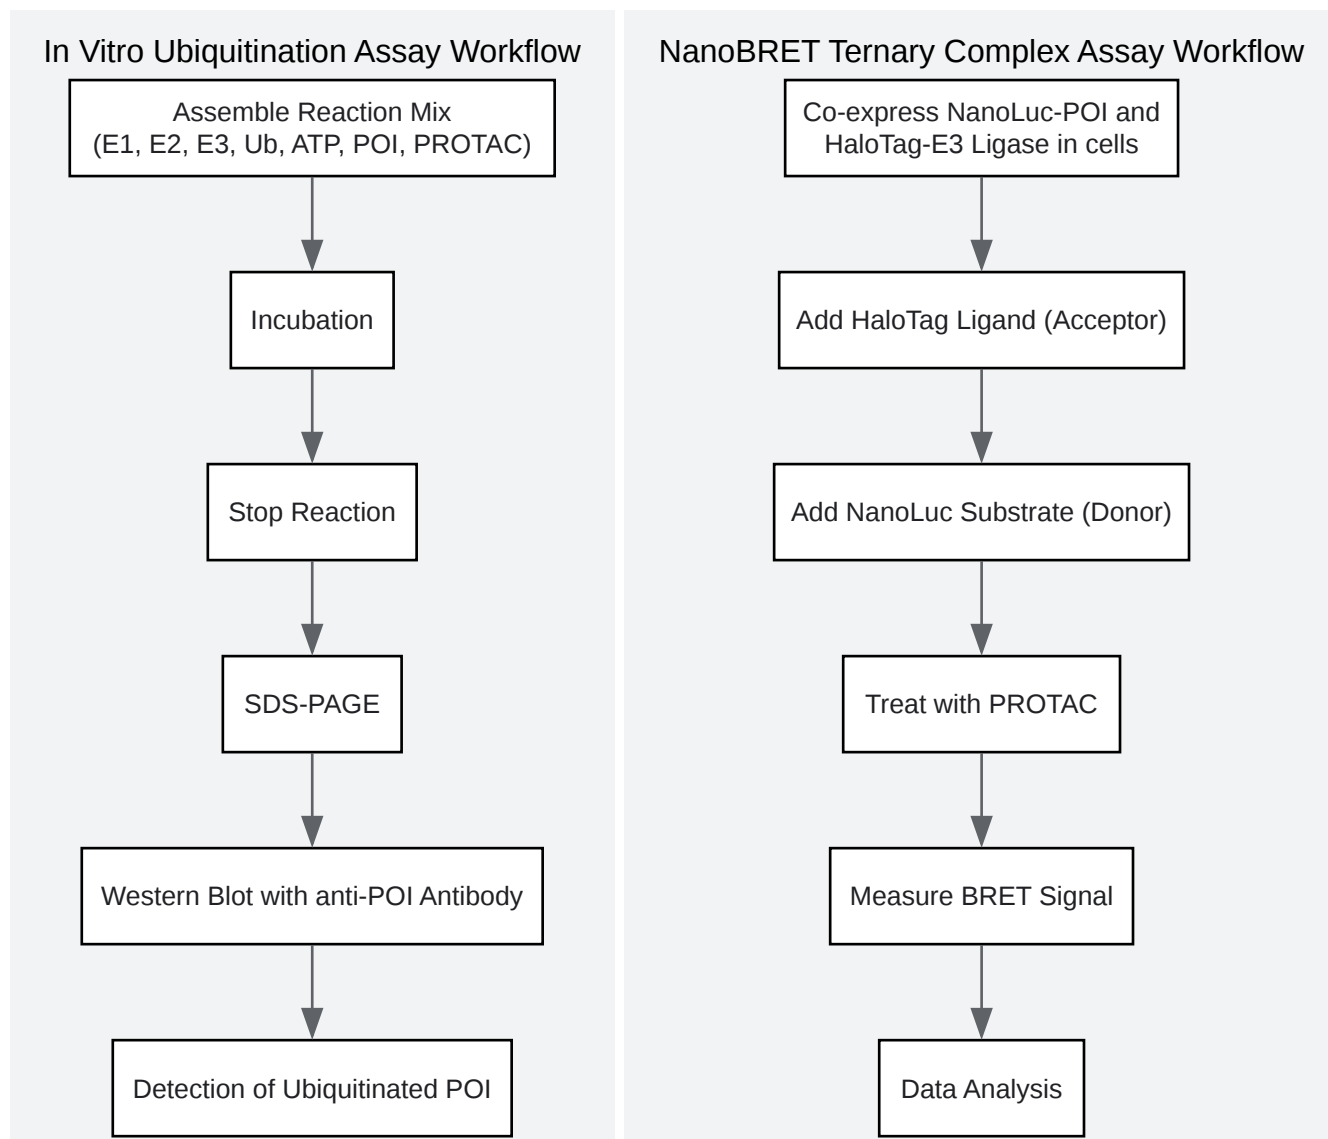 In Vitro Ubiquitination Assay Workflow
Assemble Reaction Mix
(E1, E2, E3, Ub, ATP, POI, PROTAC)
Incubation
Stop Reaction
SDS-PAGE
Western Blot with anti-POI Antibody
Detection of Ubiquitinated POI
NanoBRET Ternary Complex Assay Workflow
Co-express NanoLuc-POI and
HaloTag-E3 Ligase in cells
Add HaloTag Ligand (Acceptor)
Add NanoLuc Substrate (Donor)
Treat with PROTAC
Measure BRET Signal
Data Analysis